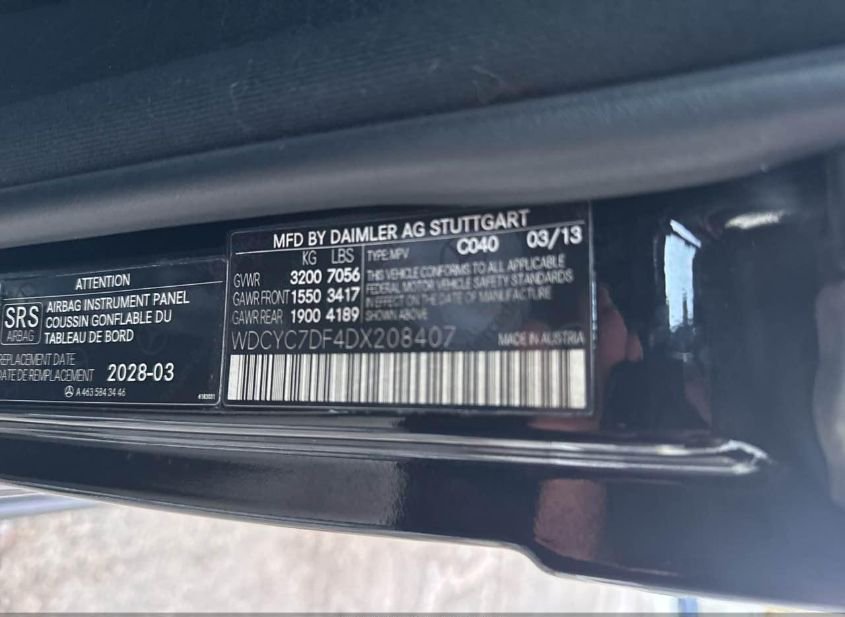 ATTENTION
SRS
AIRBAG
AIRBAG INSTRUMENT PANEL
COUSSIN GONFLABLE DU
TABLEAU DE BORD
REPLACEMENT DATE
DATE DE REMPLACEMENT 2028-03
A 463 584 34 46
MFD BY DAIMLER AG STUTTGART
KG LBS TYPE: MPV C040 03/13
GVWR 3200 7056
GAWR FRONT 1550 3417
GAWR REAR 1900 4189
THIS VEHICLE CONFORMS TO ALL APPLICABLE
FEDERAL MOTOR VEHICLE SAFETY STANDARDS
IN EFFECT ON THE DATE OF MANUFACTURE
SHOWN ABOVE
WDCYC7DF4DX208407 MADE IN AUSTRIA